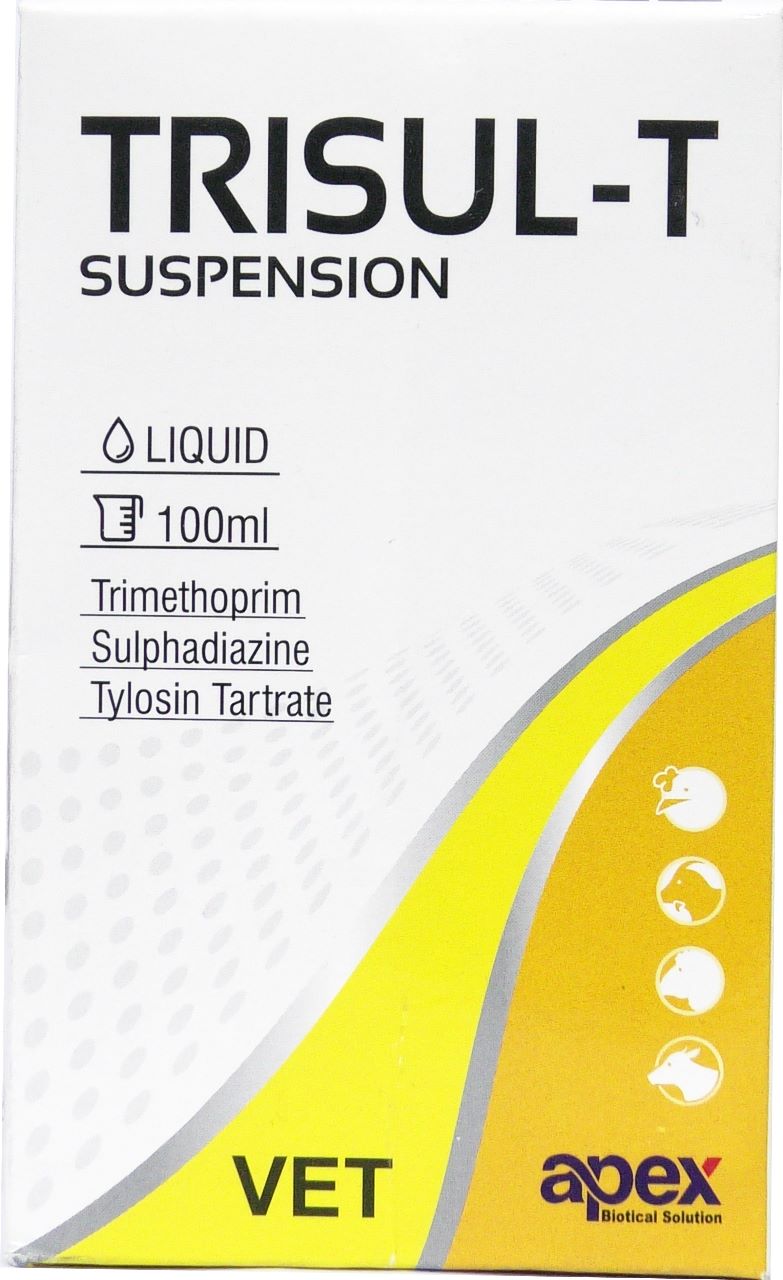 TRISUL-T
SUSPENSION
LIQUID
100ml
Trimethoprim
Sulphadiazine
Tylosin Tartrate
VET
apex
Biotical Solution